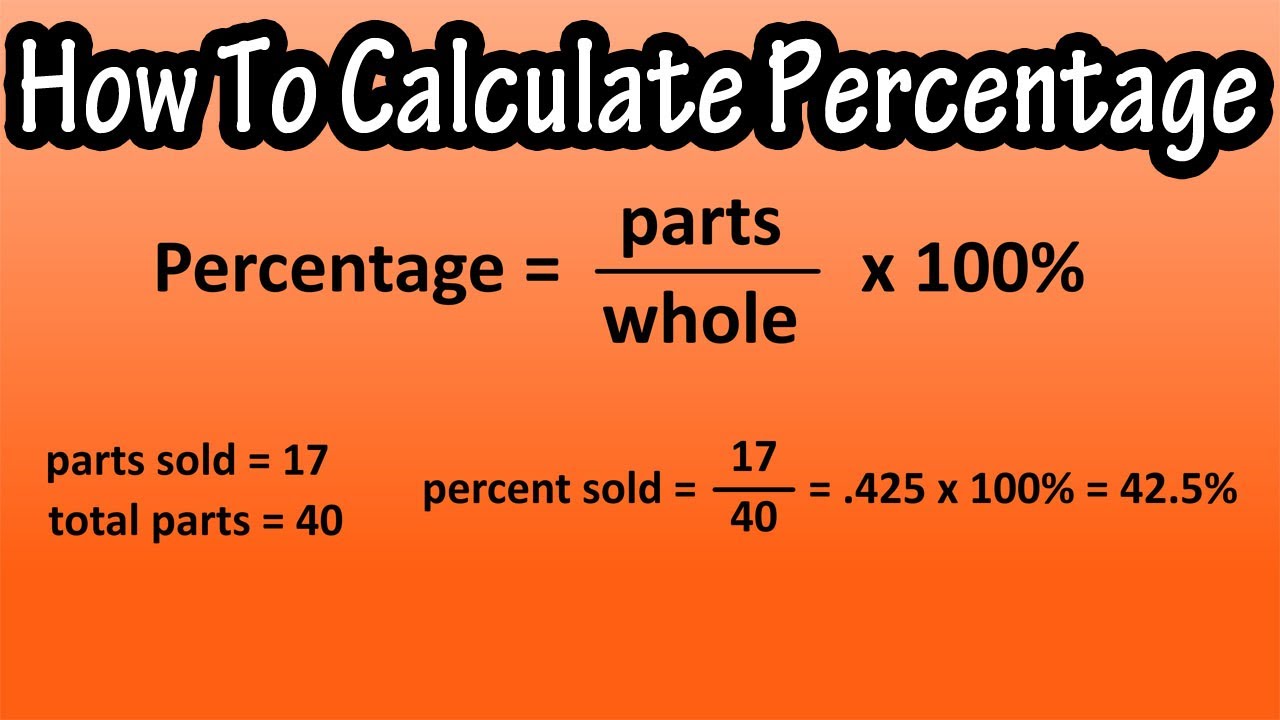 How To Calculate Percentage
Percentage = parts / whole x 100%
parts sold = 17
total parts = 40
percent sold = 17 / 40 = .425 x 100% = 42.5%